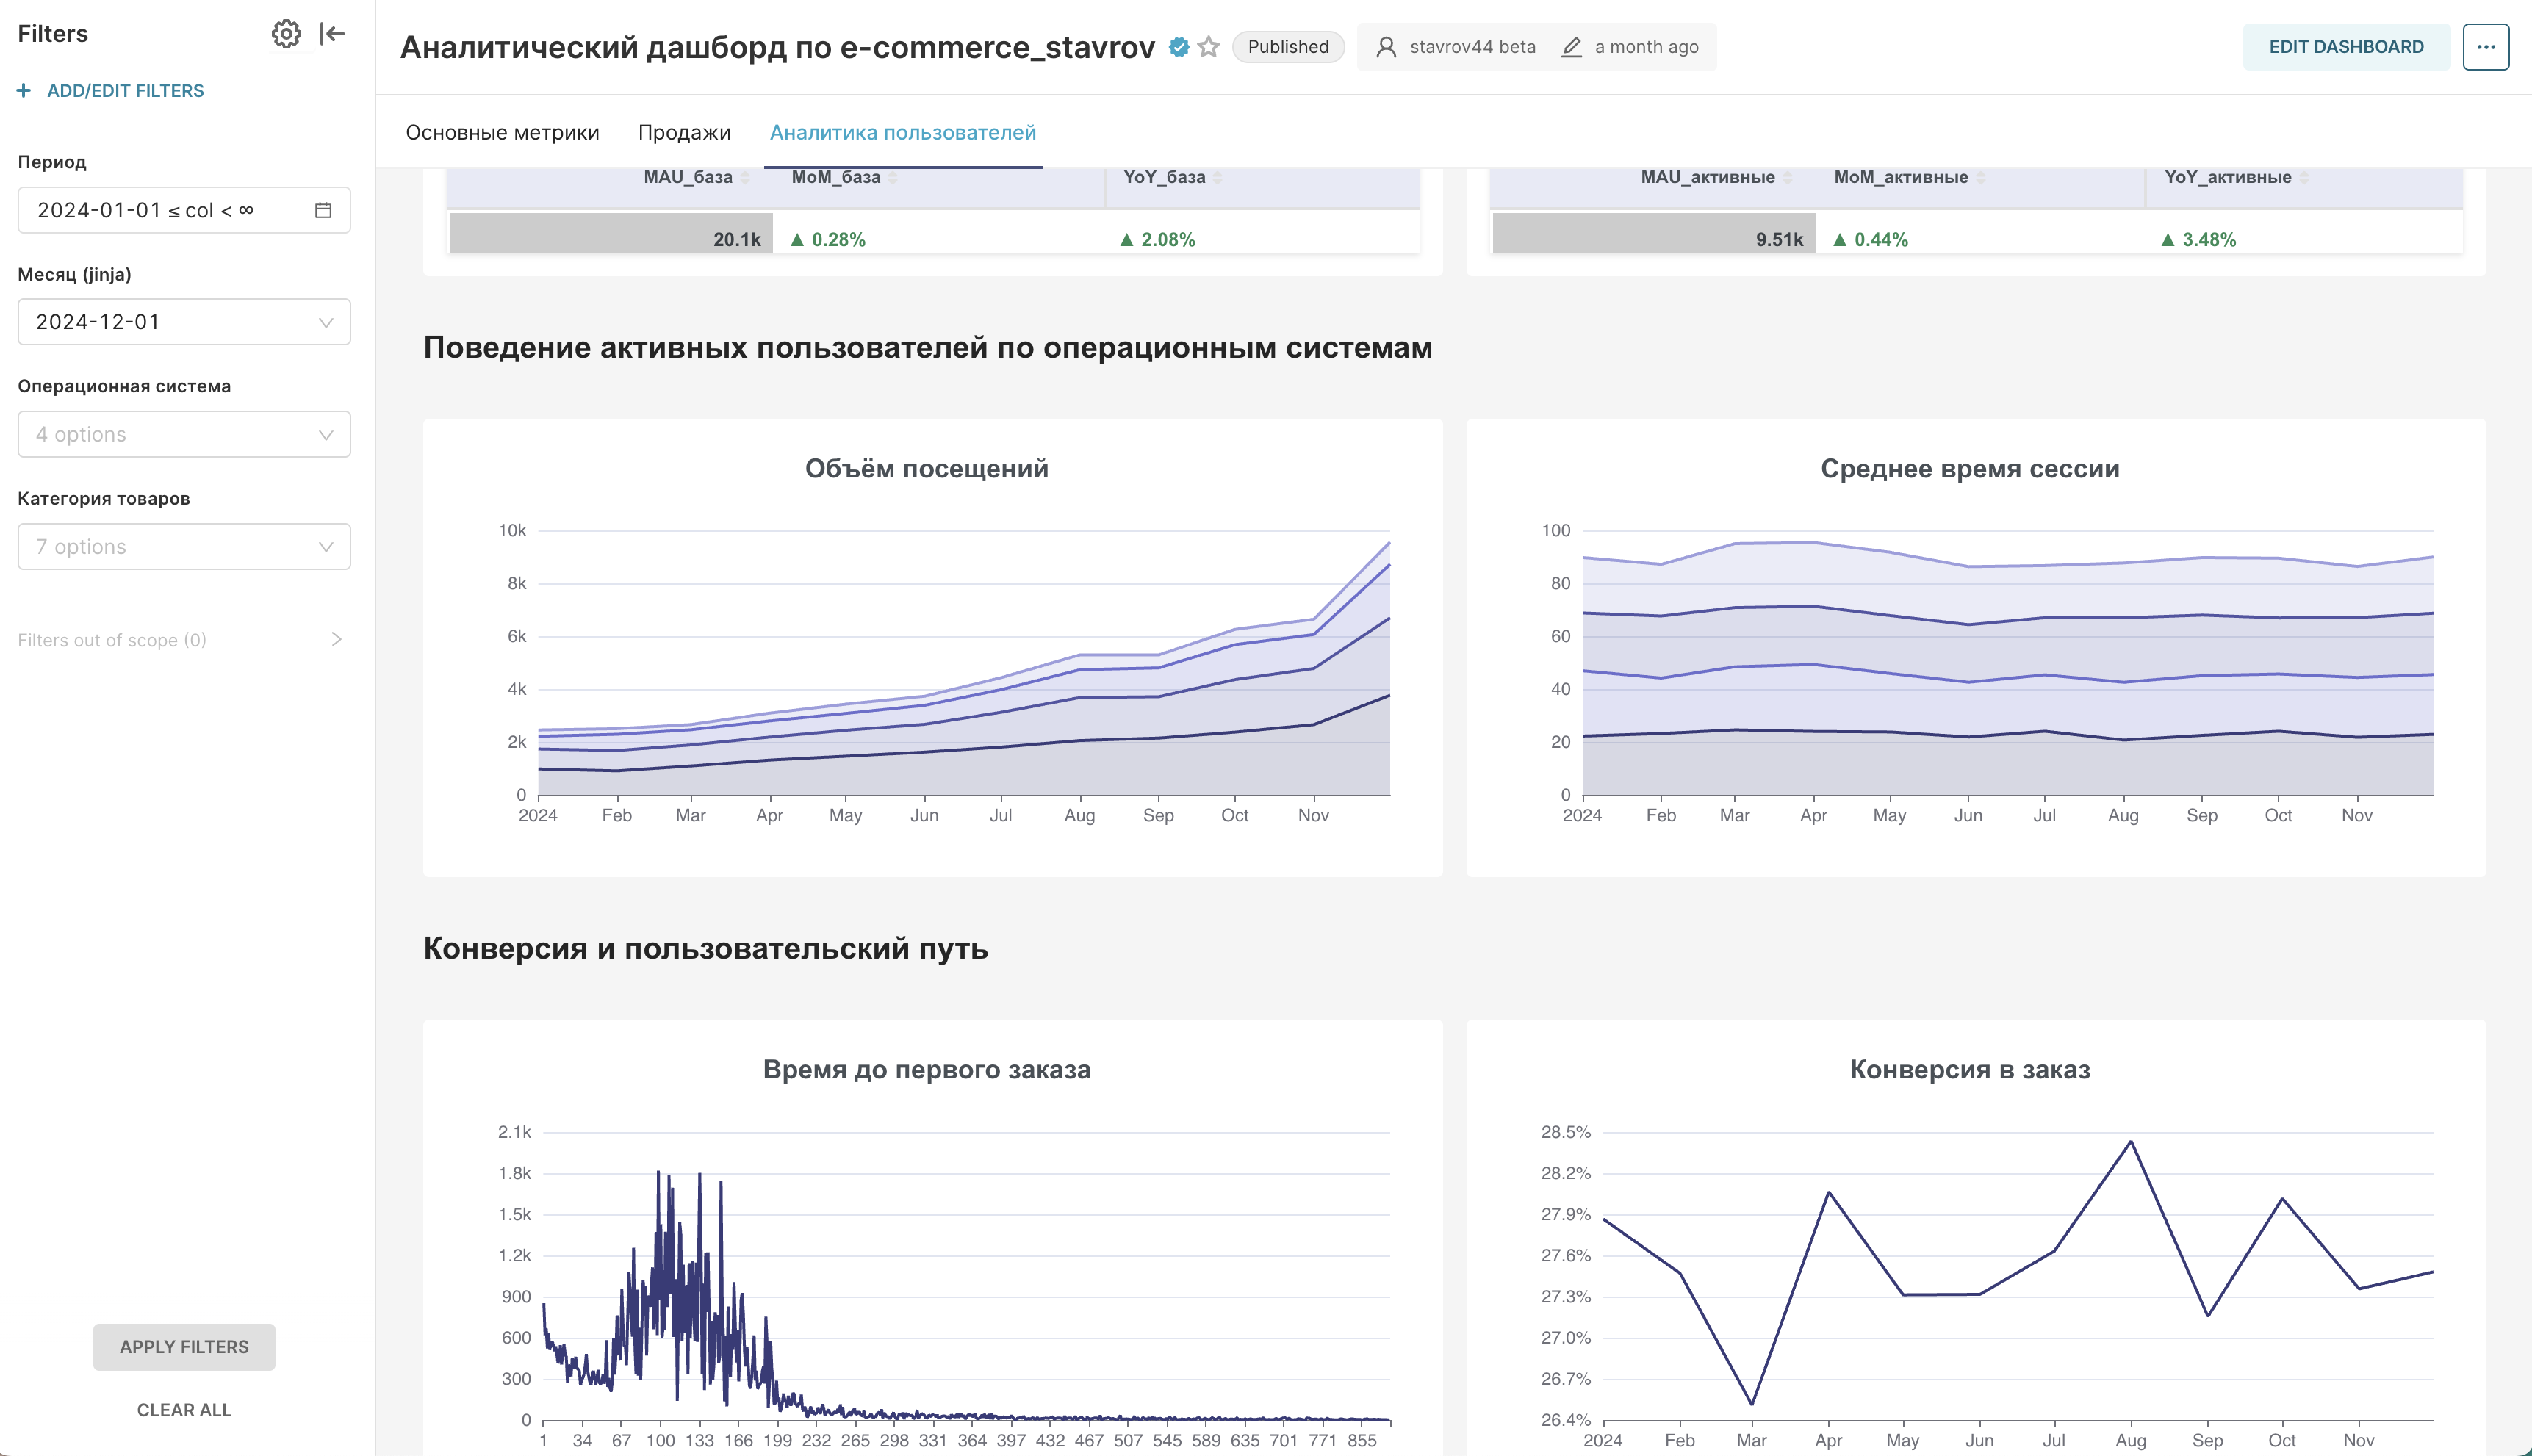 Filters
ADD/EDIT FILTERS
Период
2024-01-01 ≤ col < ∞
Месяц (jinja)
2024-12-01
Операционная система
4 options
Категория товаров
7 options
Filters out of scope (0)
APPLY FILTERS
CLEAR ALL
Аналитический дашборд по e-commerce_stavrov
Published
stavrov44 beta
a month ago
EDIT DASHBOARD
Основные метрики Продажи Аналитика пользователей
MAU_база MoM_база YoY_база
20.1k ▲ 0.28% ▲ 2.08%
MAU_активные MoM_активные YoY_активные
9.51k ▲ 0.44% ▲ 3.48%
Поведение активных пользователей по операционным системам
Объём посещений
10k
8k
6k
4k
2k
0
2024 Feb Mar Apr May Jun Jul Aug Sep Oct Nov
Среднее время сессии
100
80
60
40
20
0
2024 Feb Mar Apr May Jun Jul Aug Sep Oct Nov
Конверсия и пользовательский путь
Время до первого заказа
2.1k
1.8k
1.5k
1.2k
900
600
300
0
1 34 67 100 133 166 199 232 265 298 331 364 397 432 467 507 545 589 635 701 771 855
Конверсия в заказ
28.5%
28.2%
27.9%
27.6%
27.3%
27.0%
26.7%
26.4%
2024 Feb Mar Apr May Jun Jul Aug Sep Oct Nov